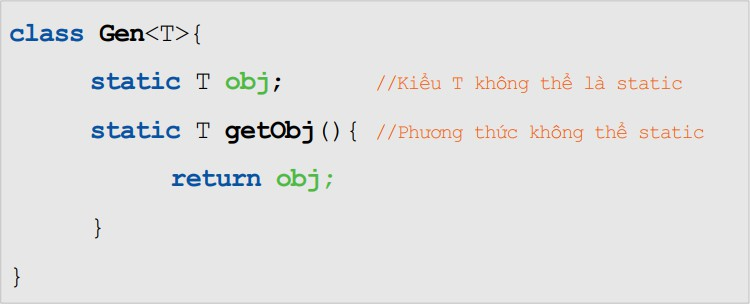 class Gen<T>{
static T obj; //Kiểu T không thể là static
static T getObj(){ //Phương thức không thể static
return obj;
}
}